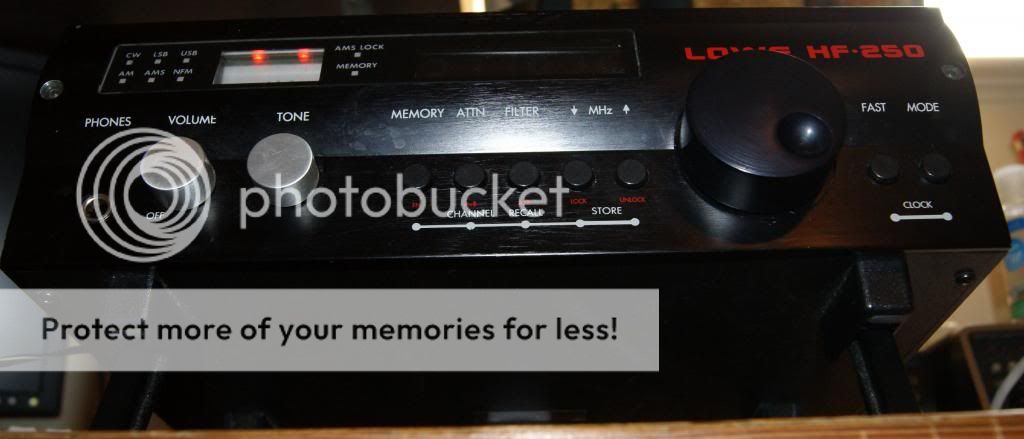 CW LSB USB
AM AMS NFM
AMS LOCK
MEMORY
LOWE HF-250
PHONES VOLUME TONE
MEMORY ATTN FILTER ↓ MHz ↑
FAST MODE
OFF
LOCK UNLOCK
CHANNEL RECALL STORE
CLOCK
photobucket
Protect more of your memories for less!